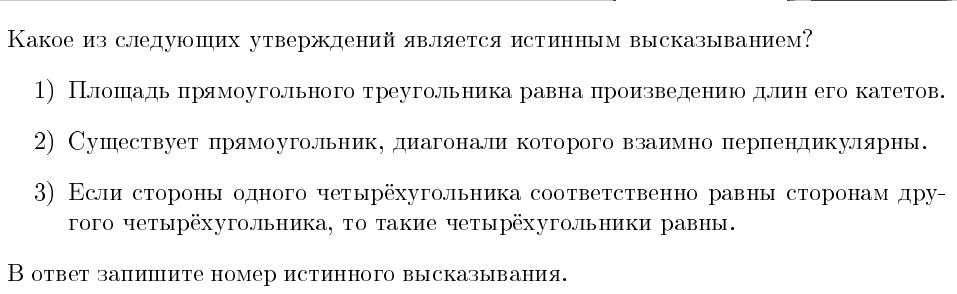 Какое из следующих утверждений является истинным высказыванием?
1) Площадь прямоугольного треугольника равна произведению длин его катетов.
2) Существует прямоугольник, диагонали которого взаимно перпендикулярны.
3) Если стороны одного четырёхугольника соответственно равны сторонам дру-
гого четырёхугольника, то такие четырёхугольники равны.
В ответ запишите номер истинного высказывания.